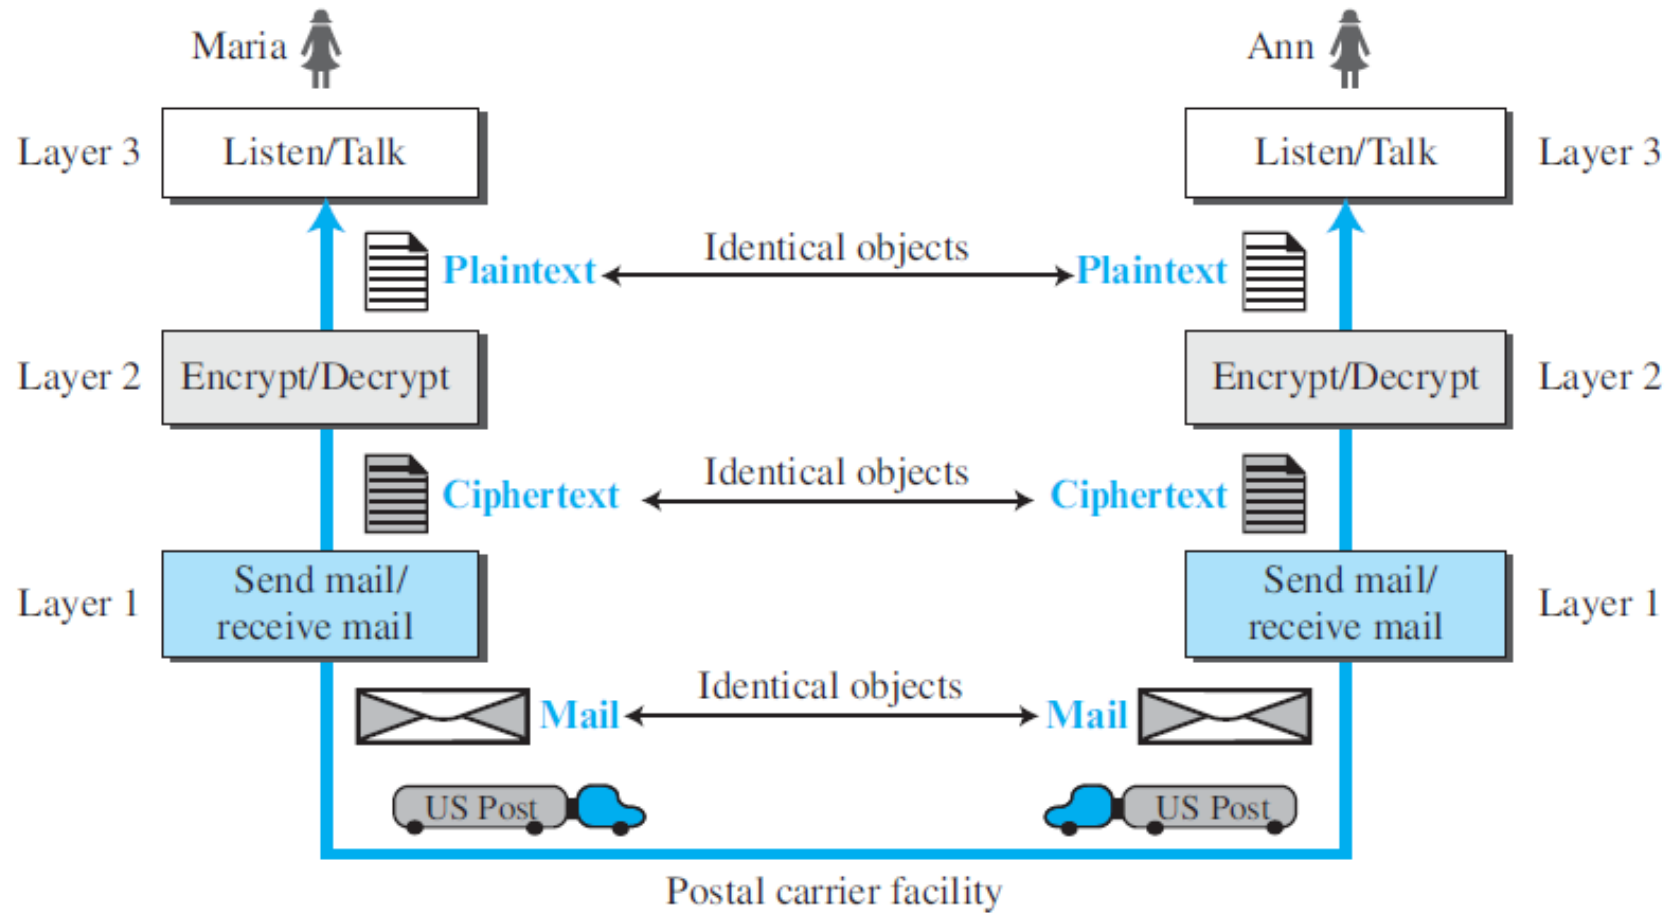 Maria
Ann
Layer 3
Listen/Talk
Listen/Talk
Layer 3
Identical objects
Plaintext
Plaintext
Layer 2
Encrypt/Decrypt
Encrypt/Decrypt
Layer 2
Identical objects
Ciphertext
Ciphertext
Layer 1
Send mail/
receive mail
Send mail/
receive mail
Layer 1
Identical objects
Mail
Mail
US Post
US Post
Postal carrier facility